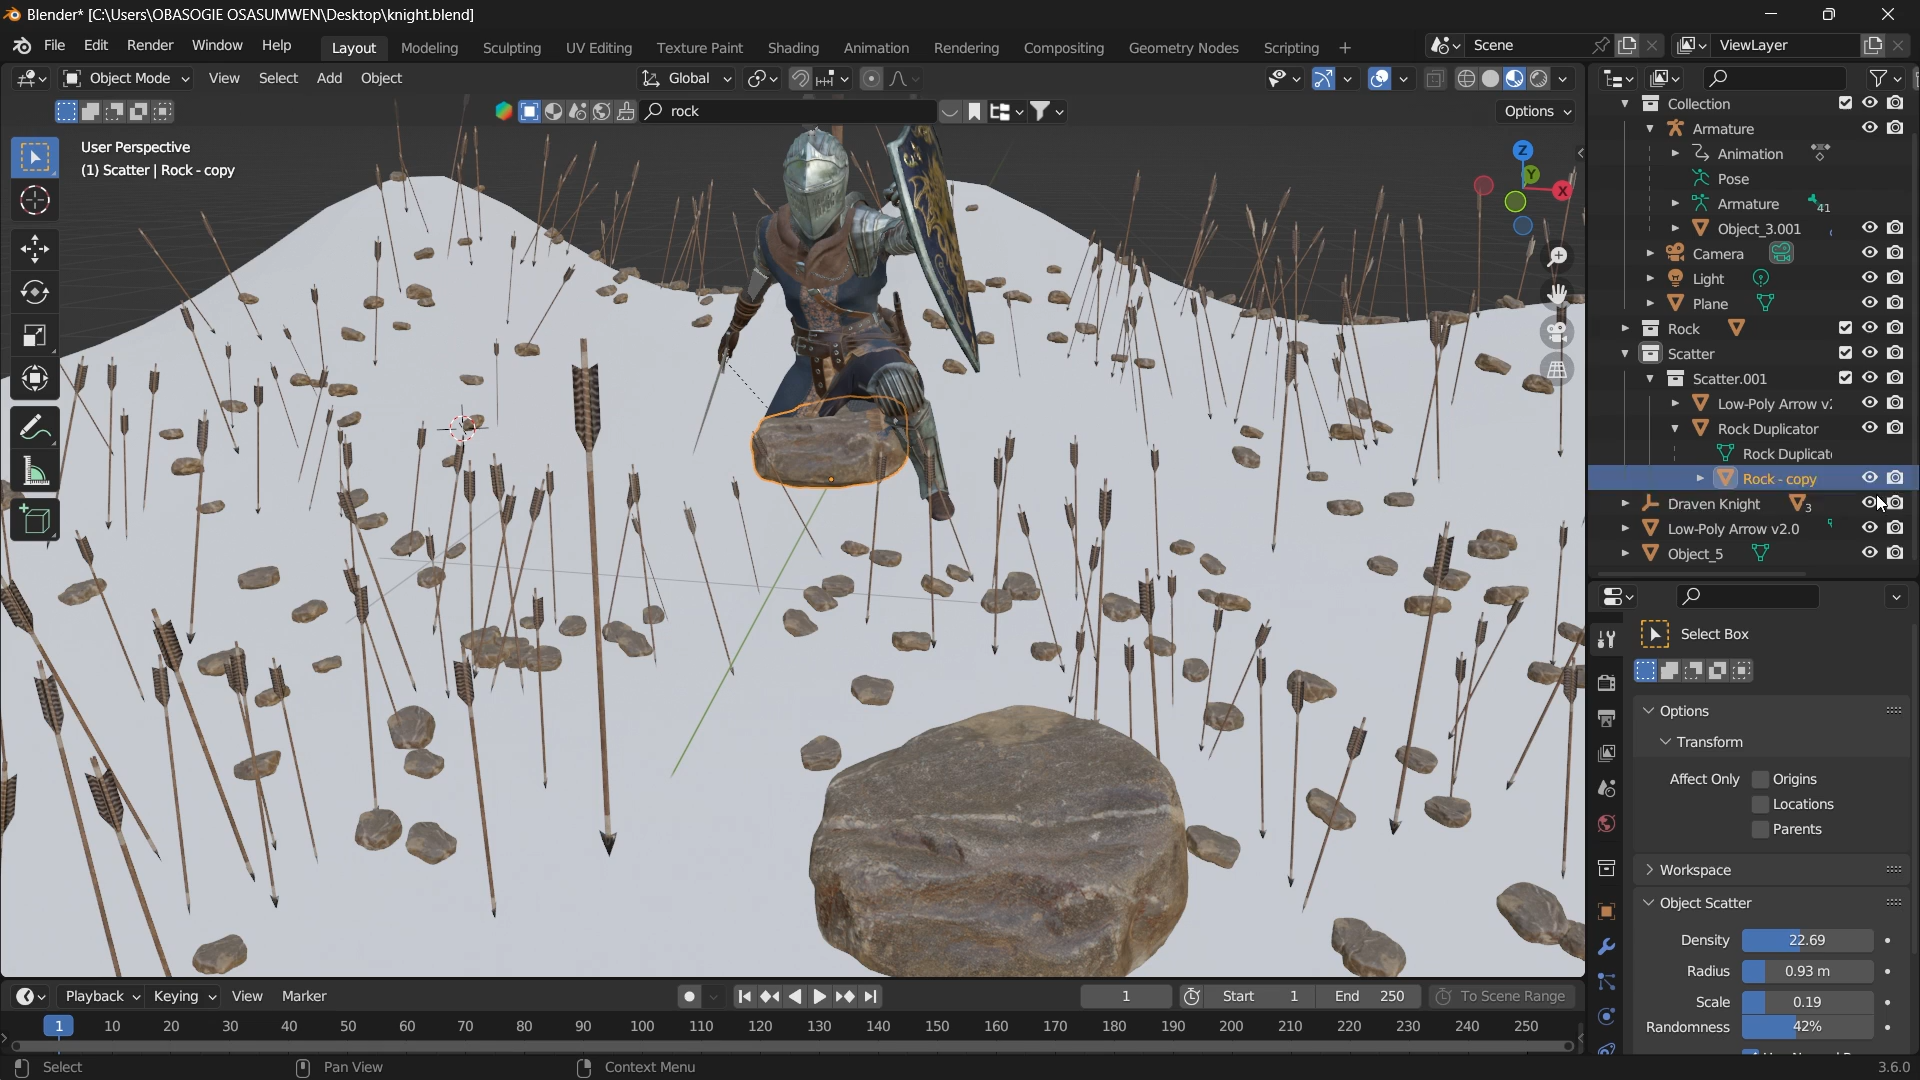 Blender* [C:\Users\OBASOGIE OSASUMWEN\Desktop\knight.blend]
File Edit Render Window Help Layout Modeling Sculpting UV Editing Texture Paint Shading Animation Rendering Compositing Geometry Nodes Scripting + Scene ViewLayer
Object Mode View Select Add Object Global
rock Options
User Perspective
(1) Scatter | Rock - copy
Z
Y
X
Collection
Armature
Animation
Pose
Armature 41
Object_3.001
Camera
Light
Plane
Rock
Scatter
Scatter.001
Low-Poly Arrow v
Rock Duplicator
Rock Duplicat
Rock - copy
Draven Knight 3
Low-Poly Arrow v2.0
Object_5
Select Box
Options
Transform
Affect Only Origins
Locations
Parents
Workspace
Object Scatter
Density 22.69
Radius 0.93 m
Scale 0.19
Randomness 42%
Playback Keying View Marker 1 Start 1 End 250 To Scene Range
1 10 20 30 40 50 60 70 80 90 100 110 120 130 140 150 160 170 180 190 200 210 220 230 240 250
Select Pan View Context Menu 3.6.0